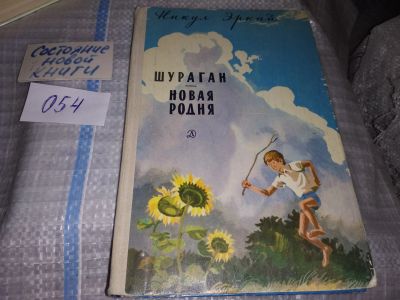 Никул Эркай
ШУРАГАН
НОВАЯ
РОДНЯ
Состояние
новой
книги
054